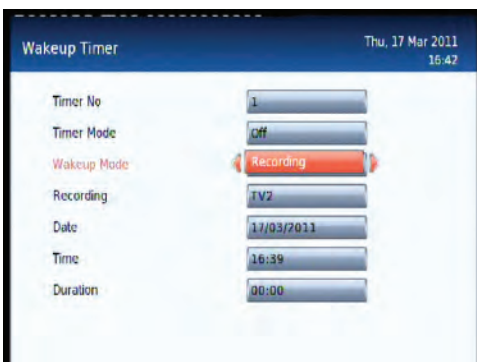 Wakeup Timer
Thu, 17 Mar 2011
16:42
Timer No 1
Timer Mode Off
Wakeup Mode Recording
Recording TV2
Date 17/03/2011
Time 16:39
Duration 00:00